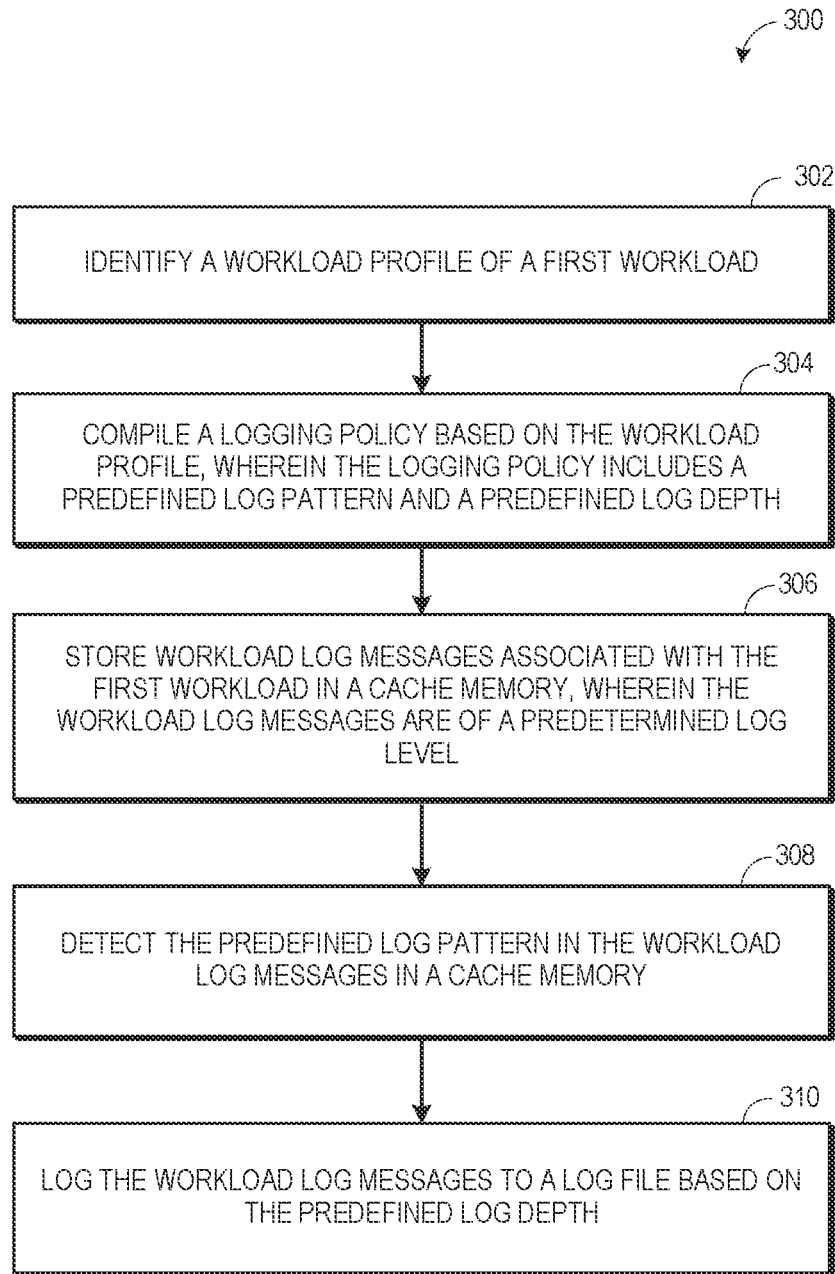 300
302
IDENTIFY A WORKLOAD PROFILE OF A FIRST WORKLOAD
304
COMPILE A LOGGING POLICY BASED ON THE WORKLOAD
PROFILE, WHEREIN THE LOGGING POLICY INCLUDES A
PREDEFINED LOG PATTERN AND A PREDEFINED LOG DEPTH
306
STORE WORKLOAD LOG MESSAGES ASSOCIATED WITH THE
FIRST WORKLOAD IN A CACHE MEMORY, WHEREIN THE
WORKLOAD LOG MESSAGES ARE OF A PREDETERMINED LOG
LEVEL
308
DETECT THE PREDEFINED LOG PATTERN IN THE WORKLOAD
LOG MESSAGES IN A CACHE MEMORY
310
LOG THE WORKLOAD LOG MESSAGES TO A LOG FILE BASED ON
THE PREDEFINED LOG DEPTH